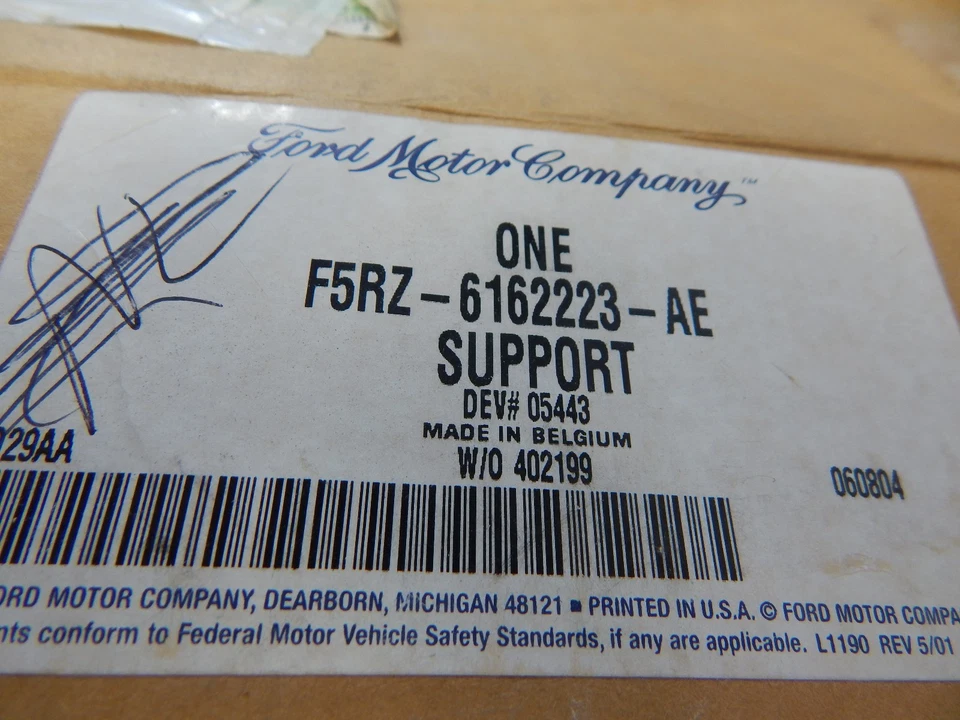 Ford Motor Company™
ONE
F5RZ-6162223-AE
SUPPORT
DEV# 05443
MADE IN BELGIUM
W/O 402199
29AA
060804
ORD MOTOR COMPANY, DEARBORN, MICHIGAN 48121 ■ PRINTED IN U.S.A. © FORD MOTOR COMPA
nts conform to Federal Motor Vehicle Safety Standards, if any are applicable. L1190 REV 5/01